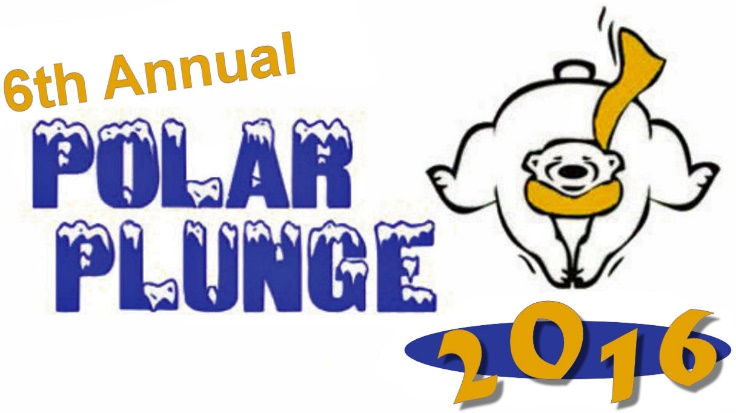 6th Annual
POLAR
PLUNGE
2016